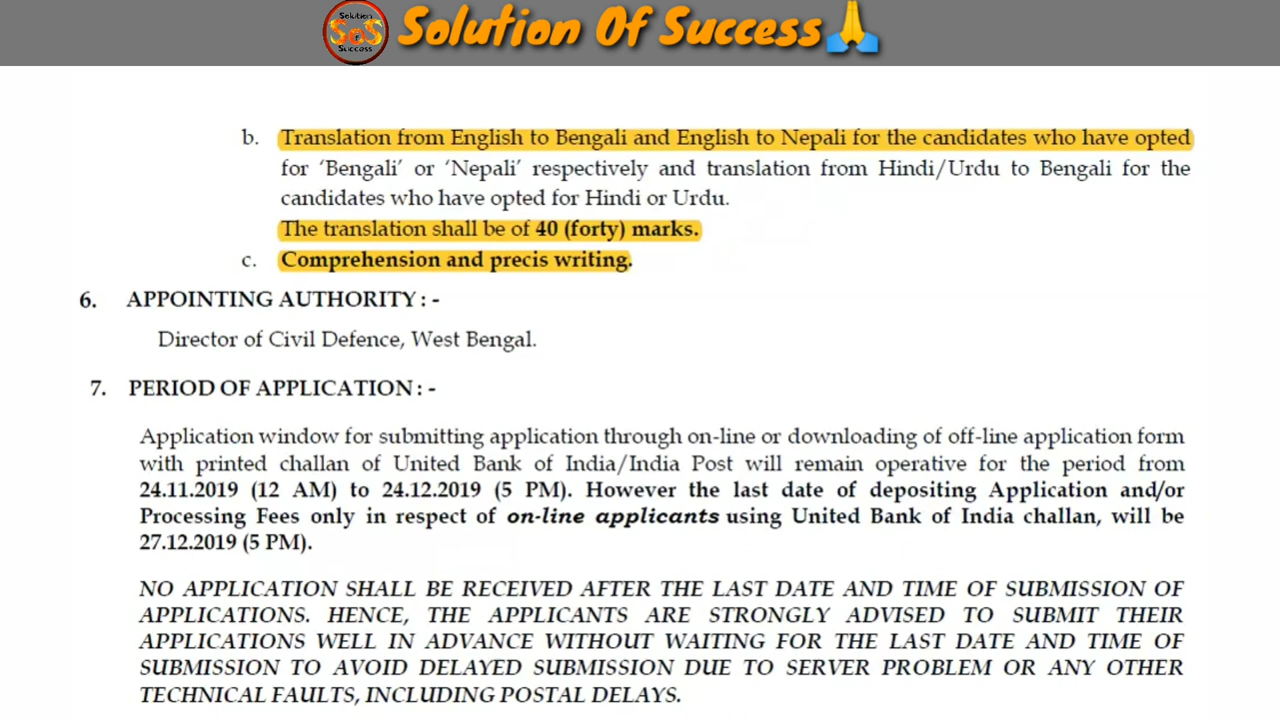 Solution
SOS
Success
Solution Of Success🙏
b. Translation from English to Bengali and English to Nepali for the candidates who have opted
for ‘Bengali’ or ‘Nepali’ respectively and translation from Hindi/Urdu to Bengali for the
candidates who have opted for Hindi or Urdu.
The translation shall be of 40 (forty) marks.
c. Comprehension and precis writing.
6. APPOINTING AUTHORITY : -
Director of Civil Defence, West Bengal.
7. PERIOD OF APPLICATION : -
Application window for submitting application through on-line or downloading of off-line application form
with printed challan of United Bank of India/India Post will remain operative for the period from
24.11.2019 (12 AM) to 24.12.2019 (5 PM). However the last date of depositing Application and/or
Processing Fees only in respect of on-line applicants using United Bank of India challan, will be
27.12.2019 (5 PM).
NO APPLICATION SHALL BE RECEIVED AFTER THE LAST DATE AND TIME OF SUBMISSION OF
APPLICATIONS. HENCE, THE APPLICANTS ARE STRONGLY ADVISED TO SUBMIT THEIR
APPLICATIONS WELL IN ADVANCE WITHOUT WAITING FOR THE LAST DATE AND TIME OF
SUBMISSION TO AVOID DELAYED SUBMISSION DUE TO SERVER PROBLEM OR ANY OTHER
TECHNICAL FAULTS, INCLUDING POSTAL DELAYS.